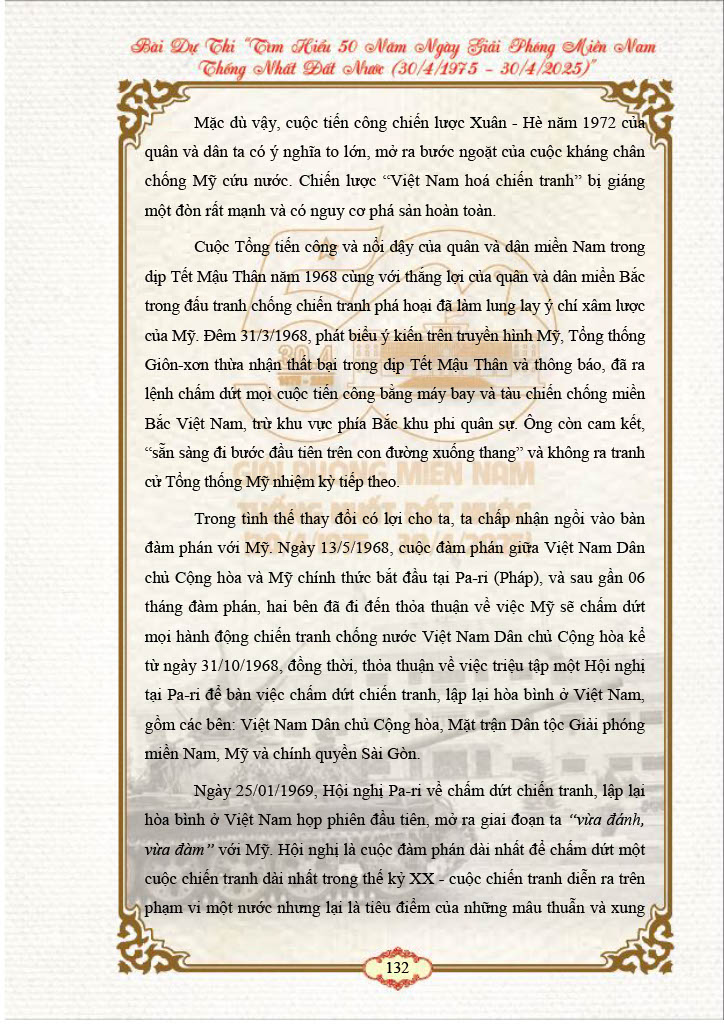 Bài Dự Thi "Tìm Hiểu 50 Năm Ngày Giải Phóng Miền Nam
Thống Nhất Đất Nước (30/4/1975 - 30/4/2025)"
Mặc dù vậy, cuộc tiến công chiến lược Xuân - Hè năm 1972 của
quân và dân ta có ý nghĩa to lớn, mở ra bước ngoặt của cuộc kháng chân
chống Mỹ cứu nước. Chiến lược “Việt Nam hoá chiến tranh” bị giáng
một đòn rất mạnh và có nguy cơ phá sản hoàn toàn.
Cuộc Tổng tiến công và nổi dậy của quân và dân miền Nam trong
dịp Tết Mậu Thân năm 1968 cùng với thắng lợi của quân và dân miền Bắc
trong đấu tranh chống chiến tranh phá hoại đã làm lung lay ý chí xâm lược
của Mỹ. Đêm 31/3/1968, phát biểu ý kiến trên truyền hình Mỹ, Tổng thống
Giôn-xơn thừa nhận thất bại trong dịp Tết Mậu Thân và thông báo, đã ra
lệnh chấm dứt mọi cuộc tiến công bằng máy bay và tàu chiến chống miền
Bắc Việt Nam, trừ khu vực phía Bắc khu phi quân sự. Ông còn cam kết,
“sẵn sàng đi bước đầu tiên trên con đường xuống thang” và không ra tranh
cử Tổng thống Mỹ nhiệm kỳ tiếp theo.
GIẢI PHÓNG MIỀN NAM
THỐNG NHẤT ĐẤT NƯỚC
(30/4/1975 - 30/4/2025)
Trong tình thế thay đổi có lợi cho ta, ta chấp nhận ngồi vào bàn
đàm phán với Mỹ. Ngày 13/5/1968, cuộc đàm phán giữa Việt Nam Dân
chủ Cộng hòa và Mỹ chính thức bắt đầu tại Pa-ri (Pháp), và sau gần 06
tháng đàm phán, hai bên đã đi đến thỏa thuận về việc Mỹ sẽ chấm dứt
mọi hành động chiến tranh chống nước Việt Nam Dân chủ Cộng hòa kể
từ ngày 31/10/1968, đồng thời, thỏa thuận về việc triệu tập một Hội nghị
tại Pa-ri để bàn việc chấm dứt chiến tranh, lập lại hòa bình ở Việt Nam,
gồm các bên: Việt Nam Dân chủ Cộng hòa, Mặt trận Dân tộc Giải phóng
miền Nam, Mỹ và chính quyền Sài Gòn.
Ngày 25/01/1969, Hội nghị Pa-ri về chấm dứt chiến tranh, lập lại
hòa bình ở Việt Nam họp phiên đầu tiên, mở ra giai đoạn ta “vừa đánh,
vừa đàm” với Mỹ. Hội nghị là cuộc đàm phán dài nhất để chấm dứt một
cuộc chiến tranh dài nhất trong thế kỷ XX - cuộc chiến tranh diễn ra trên
phạm vi một nước nhưng lại là tiêu điểm của những mâu thuẫn và xung
132